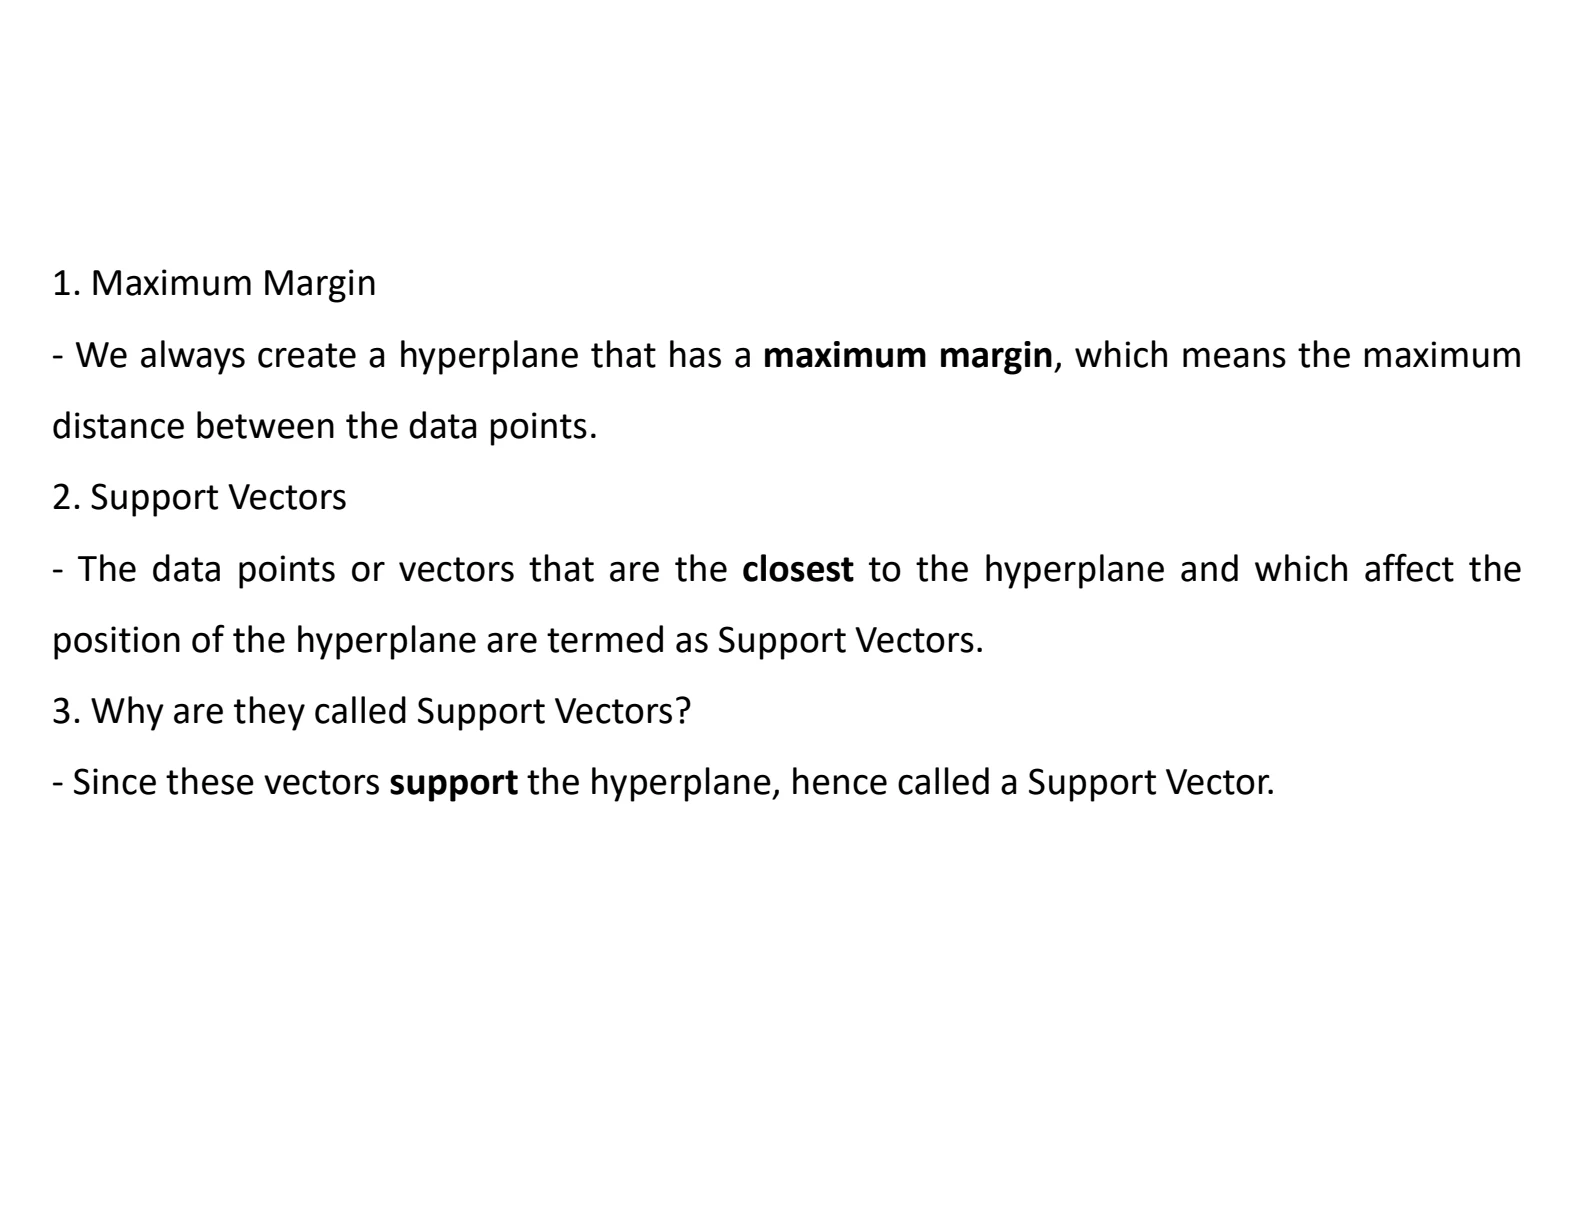 1. Maximum Margin
- We always create a hyperplane that has a maximum margin, which means the maximum
distance between the data points.
2. Support Vectors
- The data points or vectors that are the closest to the hyperplane and which affect the
position of the hyperplane are termed as Support Vectors.
3. Why are they called Support Vectors?
- Since these vectors support the hyperplane, hence called a Support Vector.